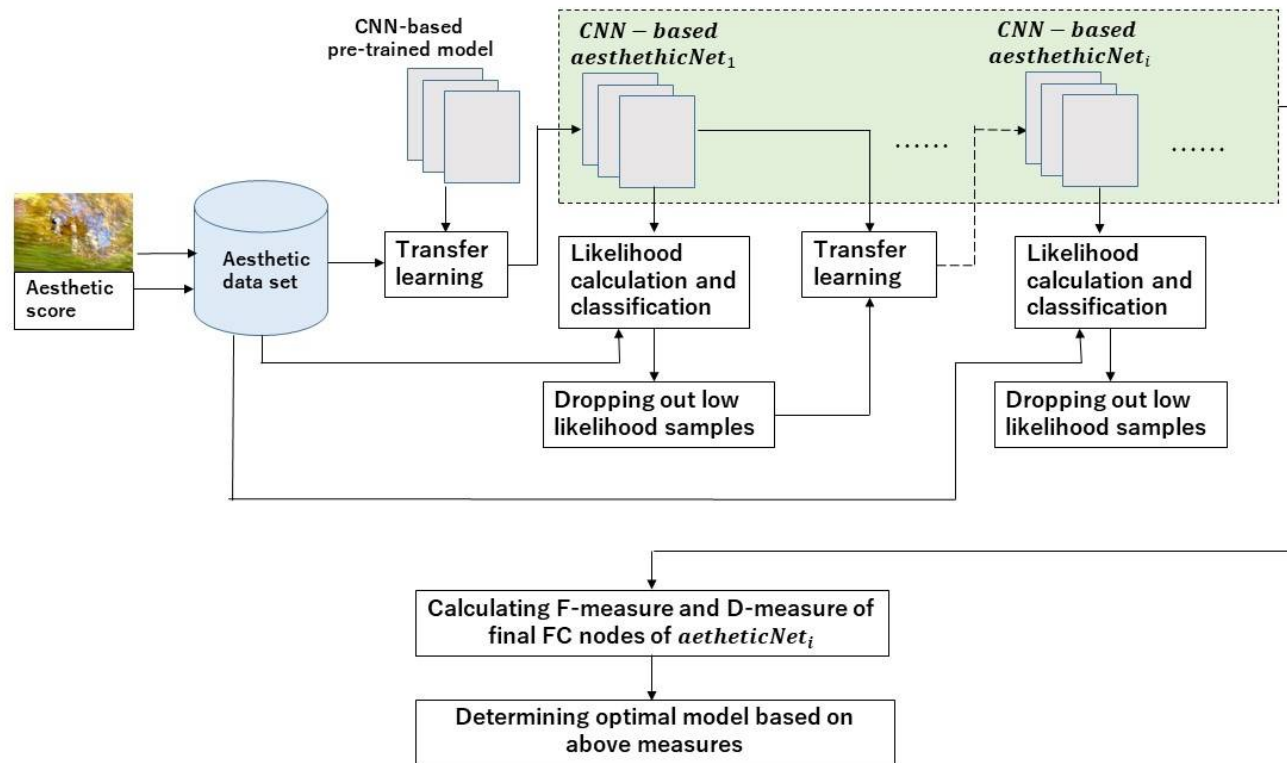 CNN-based
pre-trained model
CNN – based
aesthethicNet₁
CNN – based
aesthethicNetᵢ
......
......
Aesthetic
score
Aesthetic
data set
Transfer
learning
Likelihood
calculation and
classification
Transfer
learning
Likelihood
calculation and
classification
Dropping out low
likelihood samples
Dropping out low
likelihood samples
Calculating F-measure and D-measure of
final FC nodes of aetheticNetᵢ
Determining optimal model based on
above measures